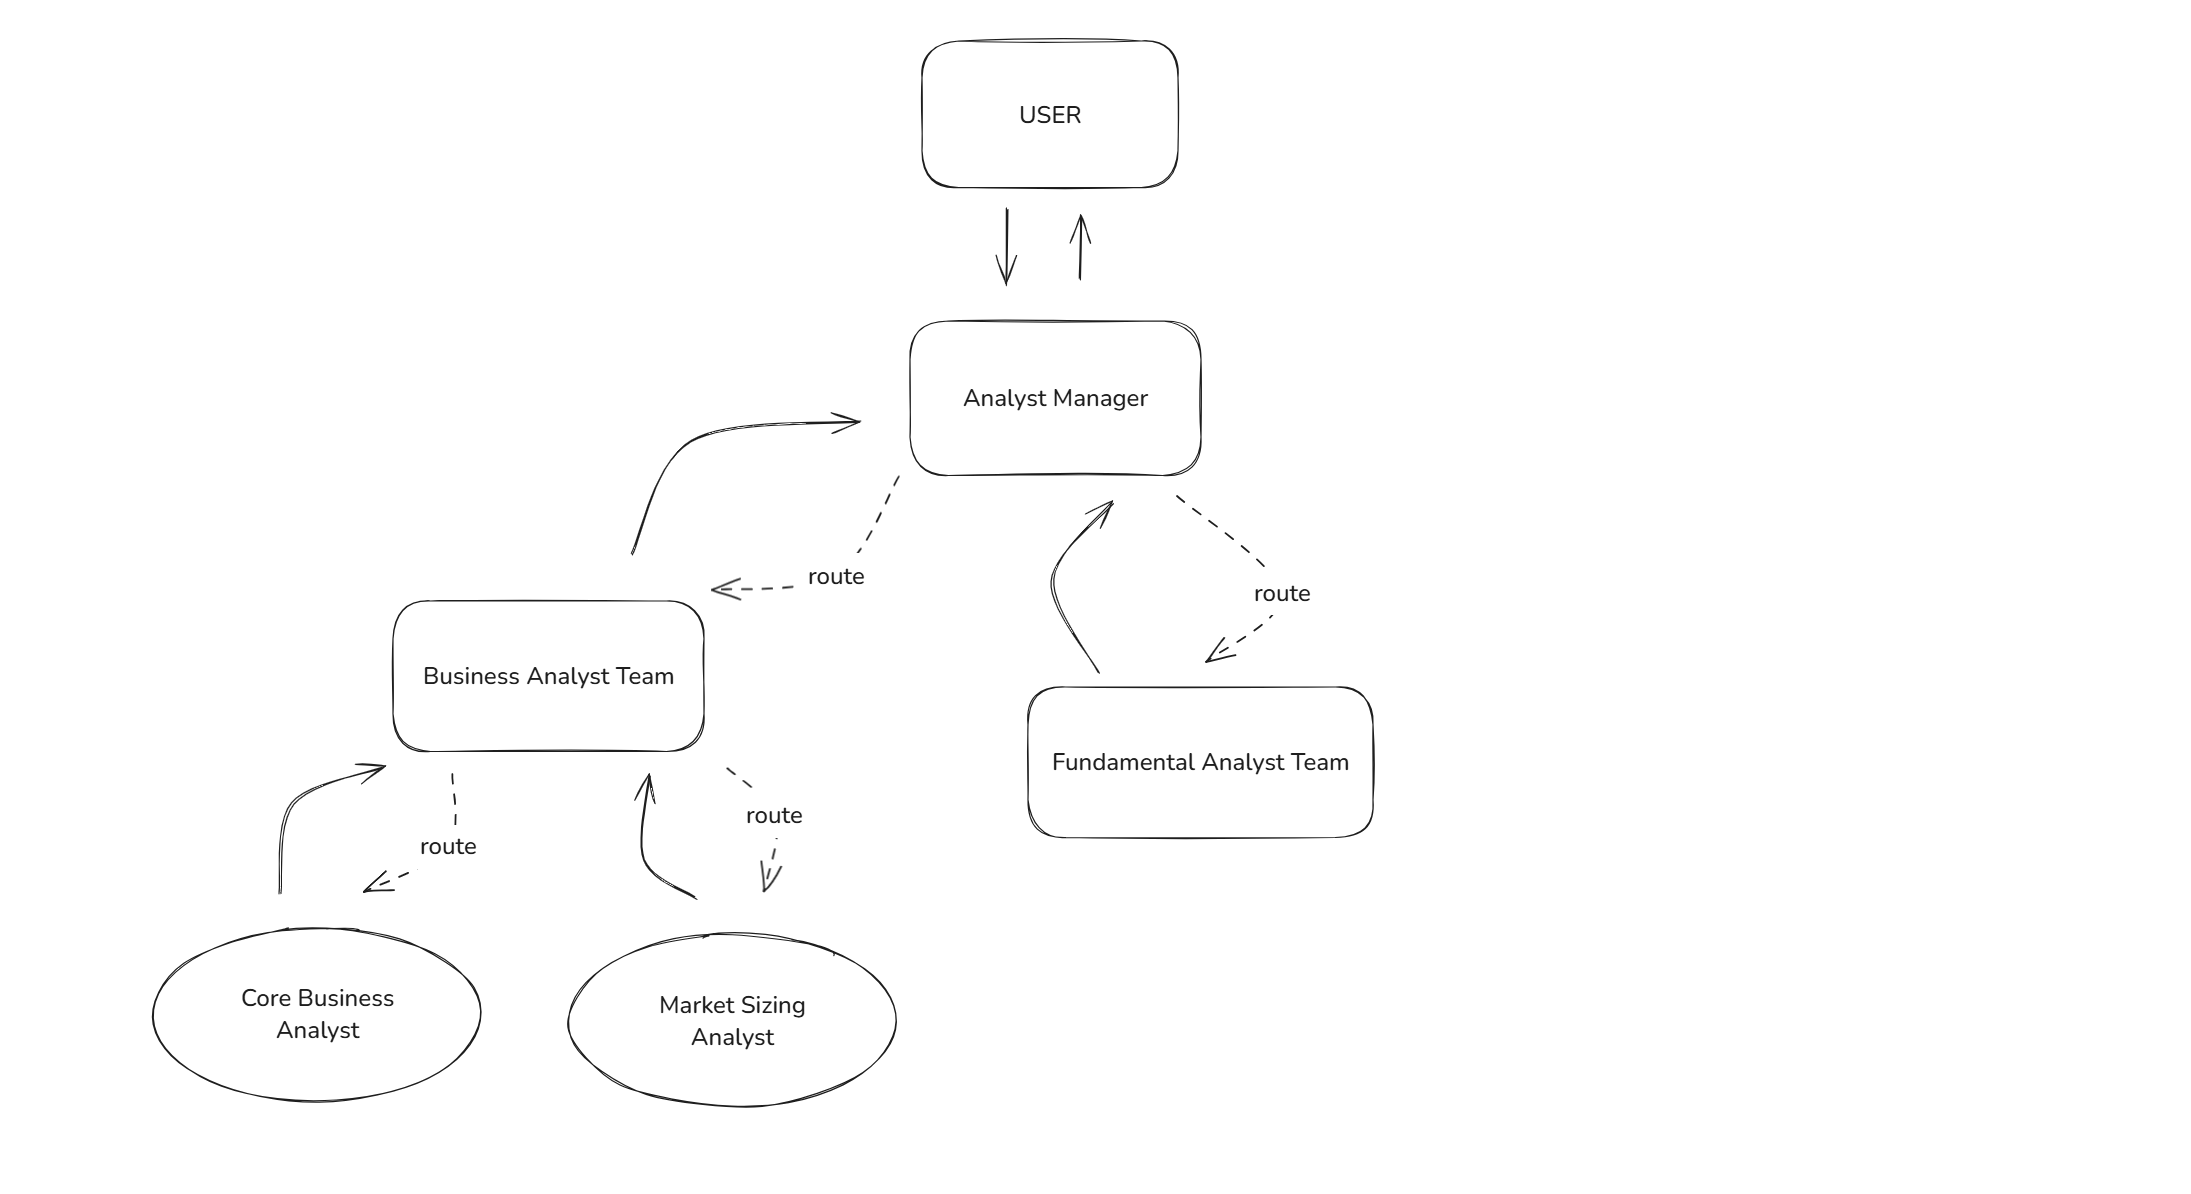 USER
Analyst Manager
route
route
Business Analyst Team
Fundamental Analyst Team
route
route
Core Business
Analyst
Market Sizing
Analyst